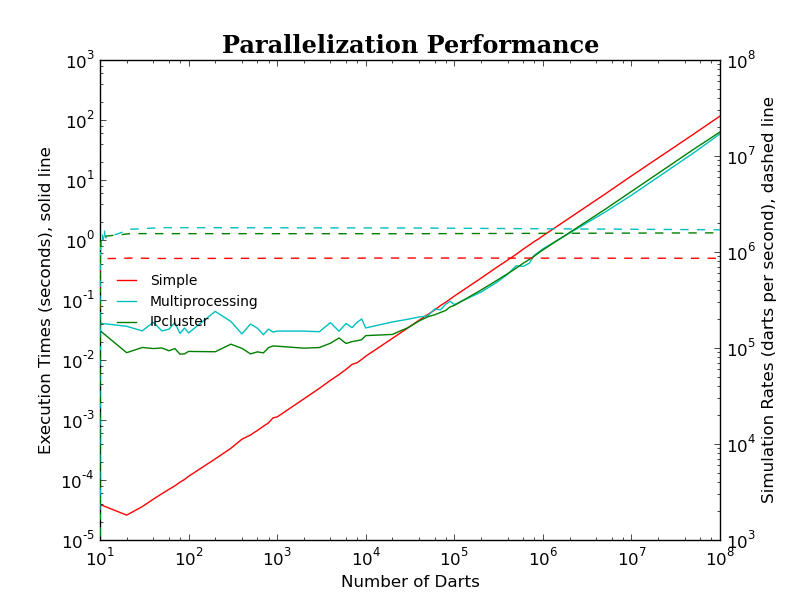 Parallelization Performance
10^3
10^2
10^1
10^0
10^-1
10^-2
10^-3
10^-4
10^-5
Execution Times (seconds), solid line
Simple
Multiprocessing
IPcluster
10^8
10^7
10^6
10^5
10^4
10^3
Simulation Rates (darts per second), dashed line
10^1 10^2 10^3 10^4 10^5 10^6 10^7 10^8
Number of Darts